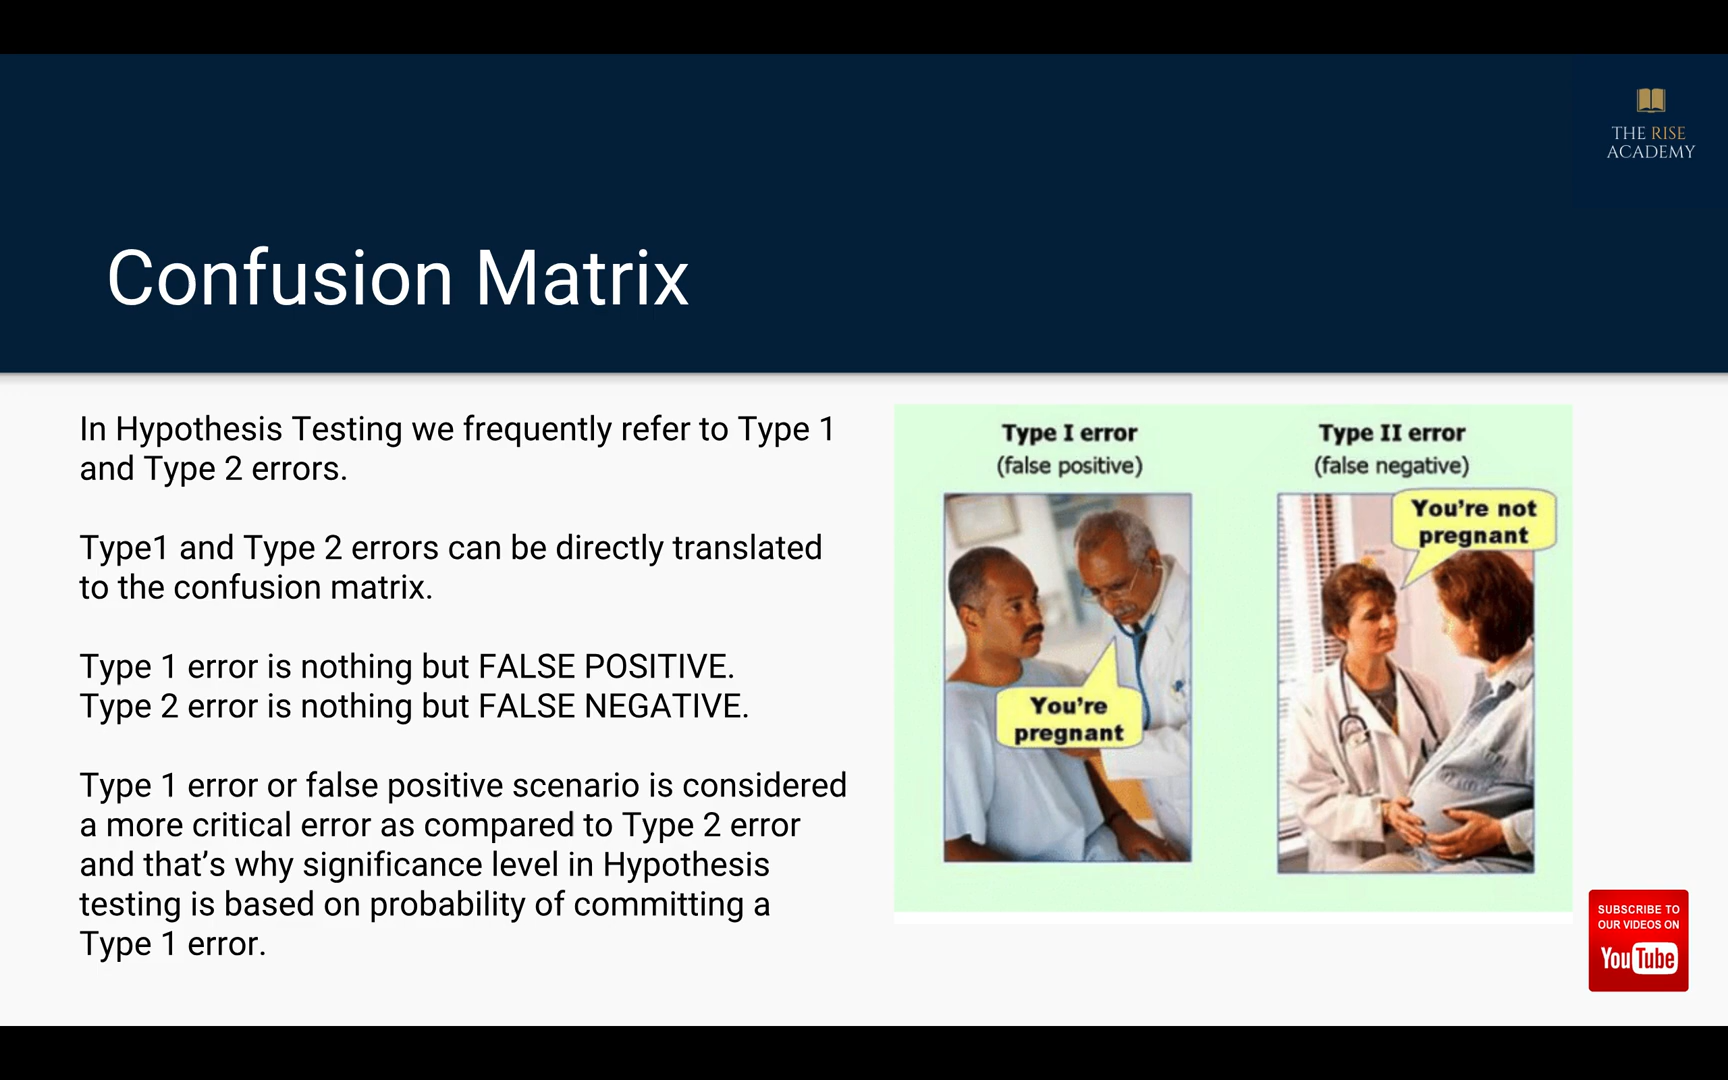 THE RISE
ACADEMY
Confusion Matrix
In Hypothesis Testing we frequently refer to Type 1
and Type 2 errors.
Type1 and Type 2 errors can be directly translated
to the confusion matrix.
Type 1 error is nothing but FALSE POSITIVE.
Type 2 error is nothing but FALSE NEGATIVE.
Type 1 error or false positive scenario is considered
a more critical error as compared to Type 2 error
and that’s why significance level in Hypothesis
testing is based on probability of committing a
Type 1 error.
Type I error
(false positive)
You’re
pregnant
Type II error
(false negative)
You’re not
pregnant
SUBSCRIBE TO
OUR VIDEOS ON
YouTube